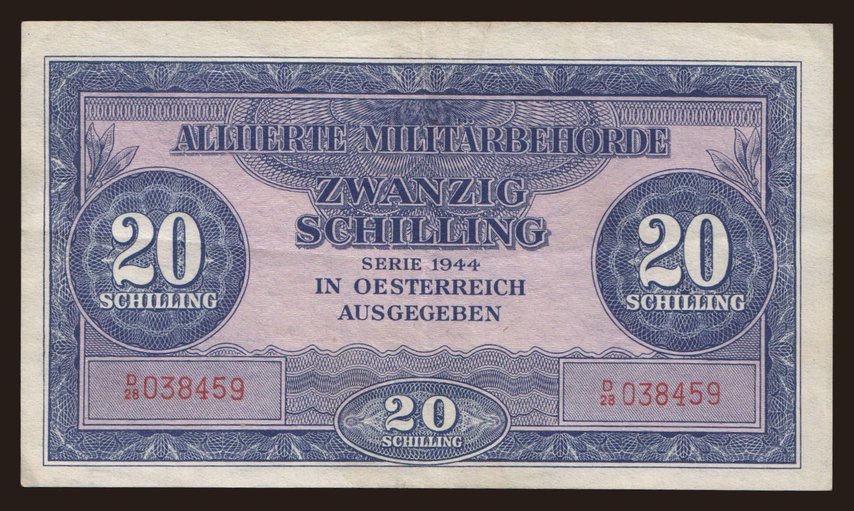 ALLIIERTE MILITÄRBEHÖRDE
ZWANZIG
SCHILLING
SERIE 1944
IN OESTERREICH
AUSGEGEBEN
20
SCHILLING
20
SCHILLING
D/28 038459
D/28 038459
20
SCHILLING